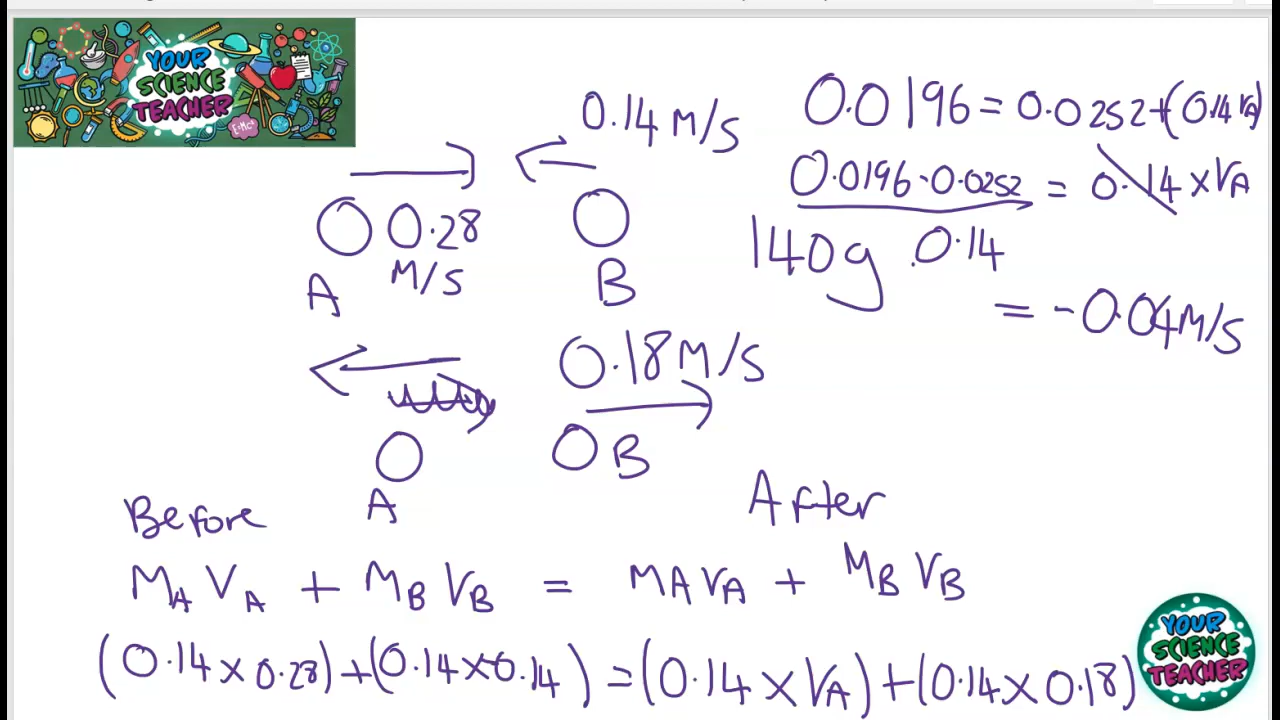 YOUR
SCIENCE
TEACHER
E=MC²
0.14 M/S
0.28
M/S
A
B
0.18 M/S
B
A
0.0196 = 0.0252 + (0.14 VA)
0.0196 - 0.0252 = 0.14 x VA
140g 0.14
= -0.04 M/S
Before
After
MA VA + MB VB = MA VA + MB VB
(0.14 x 0.28) + (0.14 x -0.14) = (0.14 x VA) + (0.14 x 0.18)
YOUR
SCIENCE
TEACHER